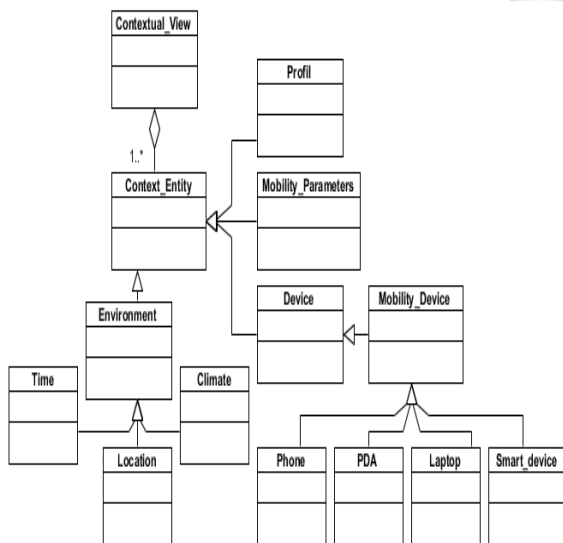 Contextual_View
Profil
1..*
Context_Entity
Mobility_Parameters
Device
Mobility_Device
Environment
Time
Climate
Location
Phone
PDA
Laptop
Smart_device